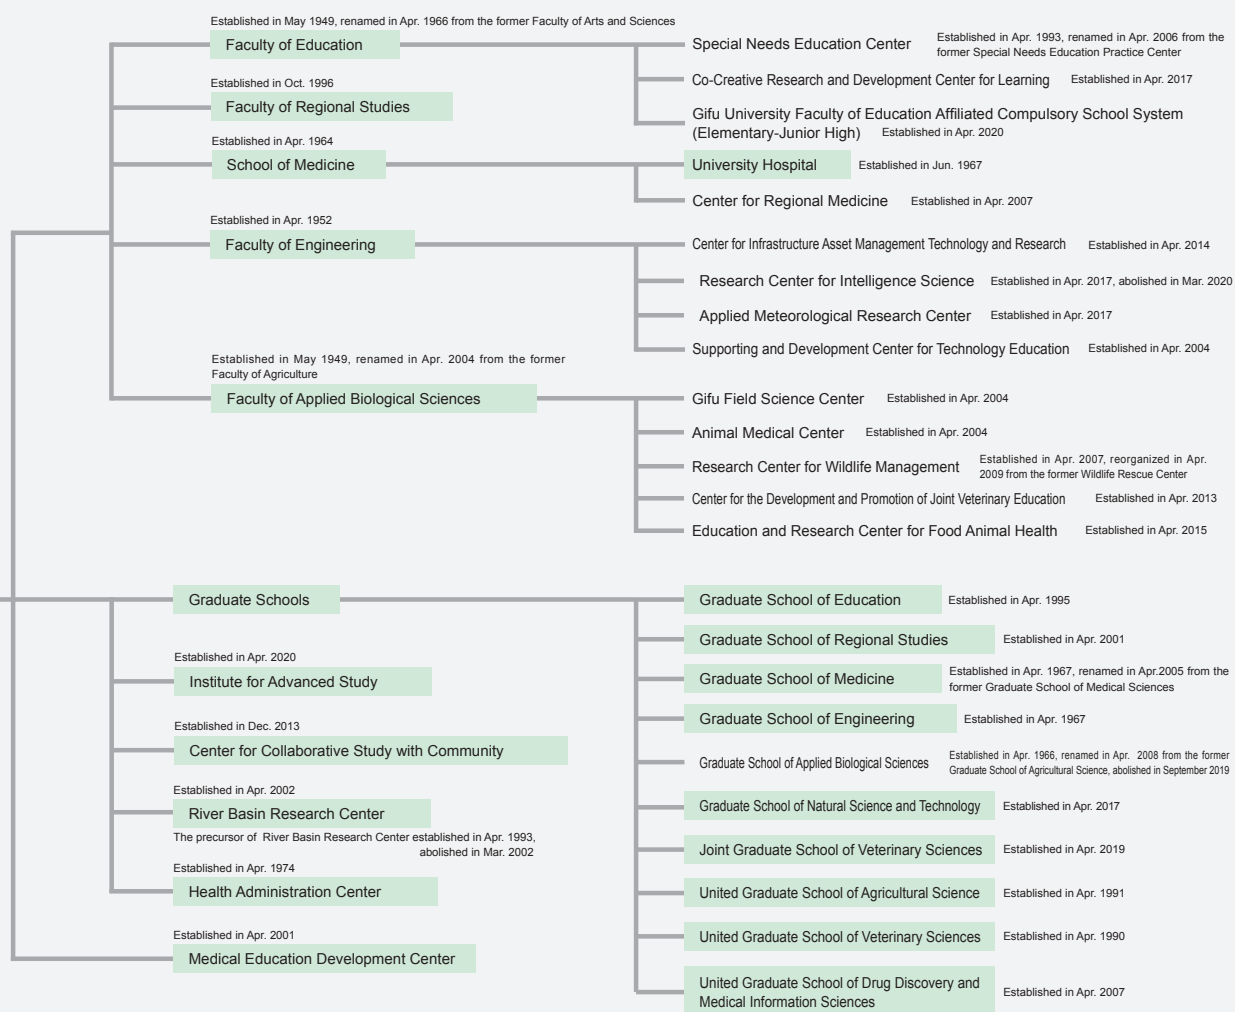 Established in May 1949, renamed in Apr. 1966 from the former Faculty of Arts and Sciences
Faculty of Education
Special Needs Education Center
Established in Apr. 1993, renamed in Apr. 2006 from the
former Special Needs Education Practice Center
Co-Creative Research and Development Center for Learning
Established in Apr. 2017
Gifu University Faculty of Education Affiliated Compulsory School System
(Elementary-Junior High)
Established in Apr. 2020
Established in Oct. 1996
Faculty of Regional Studies
Established in Apr. 1964
School of Medicine
University Hospital
Established in Jun. 1967
Center for Regional Medicine
Established in Apr. 2007
Established in Apr. 1952
Faculty of Engineering
Center for Infrastructure Asset Management Technology and Research
Established in Apr. 2014
Research Center for Intelligence Science
Established in Apr. 2017, abolished in Mar. 2020
Applied Meteorological Research Center
Established in Apr. 2017
Supporting and Development Center for Technology Education
Established in Apr. 2004
Established in May 1949, renamed in Apr. 2004 from the former
Faculty of Agriculture
Faculty of Applied Biological Sciences
Gifu Field Science Center
Established in Apr. 2004
Animal Medical Center
Established in Apr. 2004
Research Center for Wildlife Management
Established in Apr. 2007, reorganized in Apr.
2009 from the former Wildlife Rescue Center
Center for the Development and Promotion of Joint Veterinary Education
Established in Apr. 2013
Education and Research Center for Food Animal Health
Established in Apr. 2015
Graduate Schools
Graduate School of Education
Established in Apr. 1995
Graduate School of Regional Studies
Established in Apr. 2001
Graduate School of Medicine
Established in Apr. 1967, renamed in Apr.2005 from the
former Graduate School of Medical Sciences
Graduate School of Engineering
Established in Apr. 1967
Graduate School of Applied Biological Sciences
Established in Apr. 1966, renamed in Apr. 2008 from the former
Graduate School of Agricultural Science, abolished in September 2019
Graduate School of Natural Science and Technology
Established in Apr. 2017
Joint Graduate School of Veterinary Sciences
Established in Apr. 2019
United Graduate School of Agricultural Science
Established in Apr. 1991
United Graduate School of Veterinary Sciences
Established in Apr. 1990
United Graduate School of Drug Discovery and
Medical Information Sciences
Established in Apr. 2007
Established in Apr. 2020
Institute for Advanced Study
Established in Dec. 2013
Center for Collaborative Study with Community
Established in Apr. 2002
River Basin Research Center
The precursor of River Basin Research Center established in Apr. 1993,
abolished in Mar. 2002
Established in Apr. 1974
Health Administration Center
Established in Apr. 2001
Medical Education Development Center